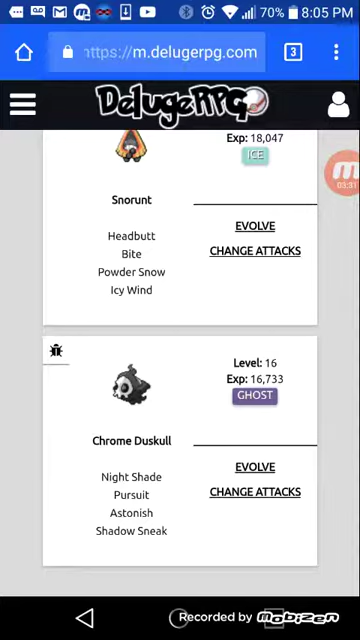 70% 8:05 PM
https://m.delugerpg.com
3
DelugeRPG
Exp: 18,047
ICE
03:31
Snorunt
EVOLVE
Headbutt
Bite
CHANGE ATTACKS
Powder Snow
Icy Wind
Level: 16
Exp: 16,733
GHOST
Chrome Duskull
EVOLVE
Night Shade
CHANGE ATTACKS
Pursuit
Astonish
Shadow Sneak
Recorded by Mobizen